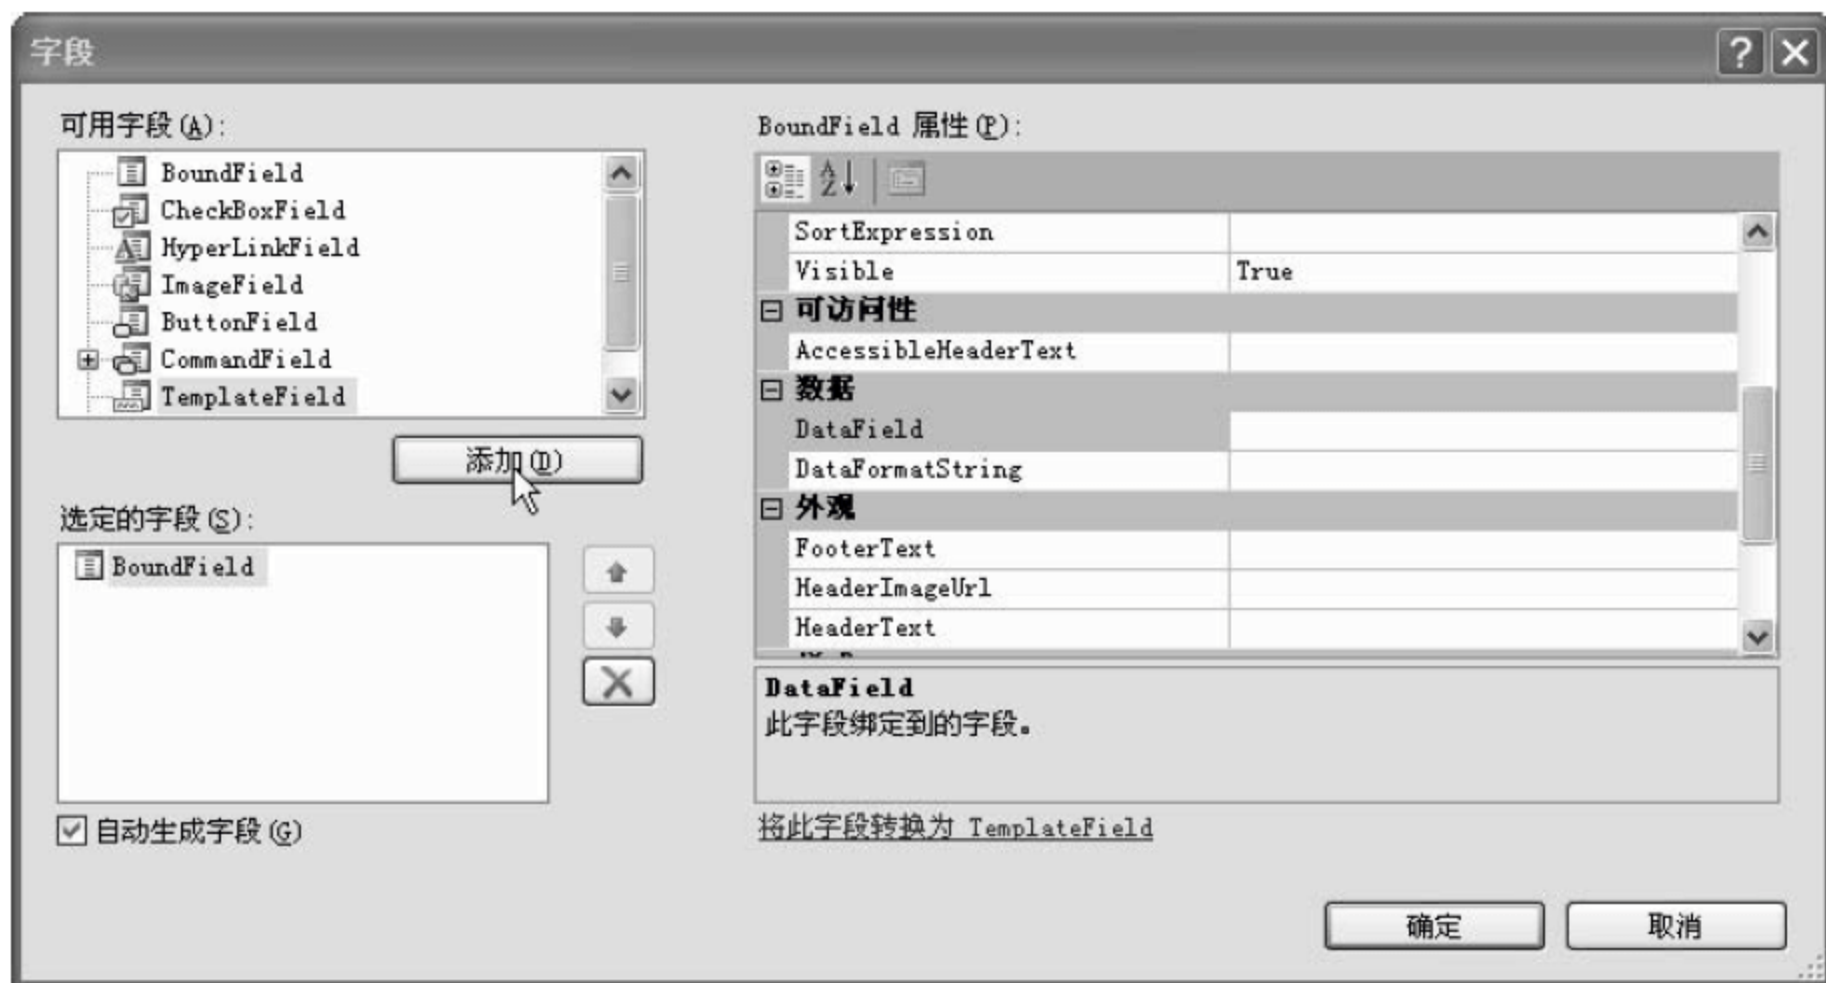 字段
可用字段(A):
BoundField
CheckBoxField
HyperLinkField
ImageField
ButtonField
CommandField
TemplateField
添加(D)
选定的字段(S):
BoundField
自动生成字段(G)
BoundField 属性(P):
SortExpression
Visible True
可访问性
AccessibleHeaderText
数据
DataField
DataFormatString
外观
FooterText
HeaderImageUrl
HeaderText
DataField
此字段绑定到的字段。
将此字段转换为 TemplateField
确定 取消